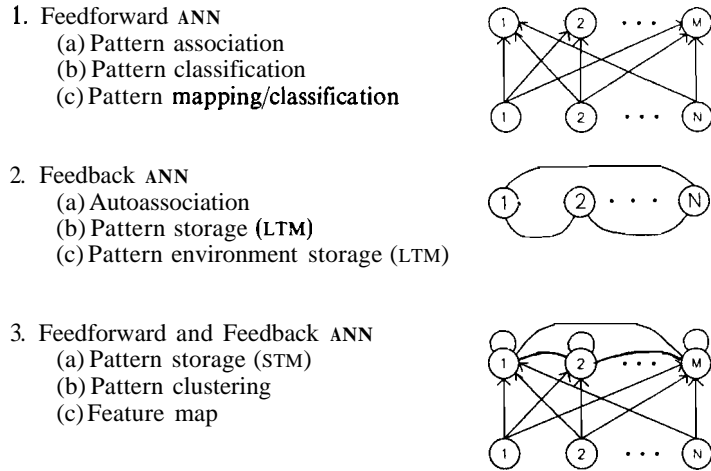 1. Feedforward ANN
(a) Pattern association
(b) Pattern classification
(c) Pattern mapping/classification
1 2 · · · M
1 2 · · · N
2. Feedback ANN
(a) Autoassociation
(b) Pattern storage (LTM)
(c) Pattern environment storage (LTM)
1 2 · · · N
3. Feedforward and Feedback ANN
(a) Pattern storage (STM)
(b) Pattern clustering
(c) Feature map
1 2 · · · M
1 2 · · · N